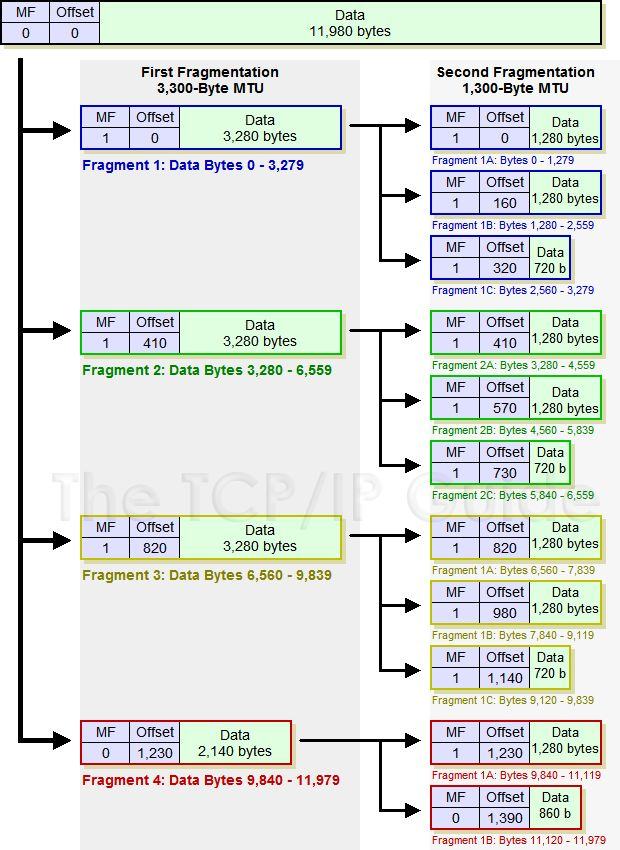 MF Offset Data
0 0 11,980 bytes
First Fragmentation
3,300-Byte MTU
Second Fragmentation
1,300-Byte MTU
MF Offset Data
1 0 3,280 bytes
Fragment 1: Data Bytes 0 - 3,279
MF Offset Data
1 0 1,280 bytes
Fragment 1A: Bytes 0 - 1,279
MF Offset Data
1 160 1,280 bytes
Fragment 1B: Bytes 1,280 - 2,559
MF Offset Data
1 320 720 b
Fragment 1C: Bytes 2,560 - 3,279
MF Offset Data
1 410 3,280 bytes
Fragment 2: Data Bytes 3,280 - 6,559
MF Offset Data
1 410 1,280 bytes
Fragment 2A: Bytes 3,280 - 4,559
MF Offset Data
1 570 1,280 bytes
Fragment 2B: Bytes 4,560 - 5,839
MF Offset Data
1 730 720 b
Fragment 2C: Bytes 5,840 - 6,559
The TCP/IP Guide
MF Offset Data
1 820 3,280 bytes
Fragment 3: Data Bytes 6,560 - 9,839
MF Offset Data
1 820 1,280 bytes
Fragment 1A: Bytes 6,560 - 7,839
MF Offset Data
1 980 1,280 bytes
Fragment 1B: Bytes 7,840 - 9,119
MF Offset Data
1 1,140 720 b
Fragment 1C: Bytes 9,120 - 9,839
MF Offset Data
0 1,230 2,140 bytes
Fragment 4: Data Bytes 9,840 - 11,979
MF Offset Data
1 1,230 1,280 bytes
Fragment 1A: Bytes 9,840 - 11,119
MF Offset Data
0 1,390 860 b
Fragment 1B: Bytes 11,120 - 11,979